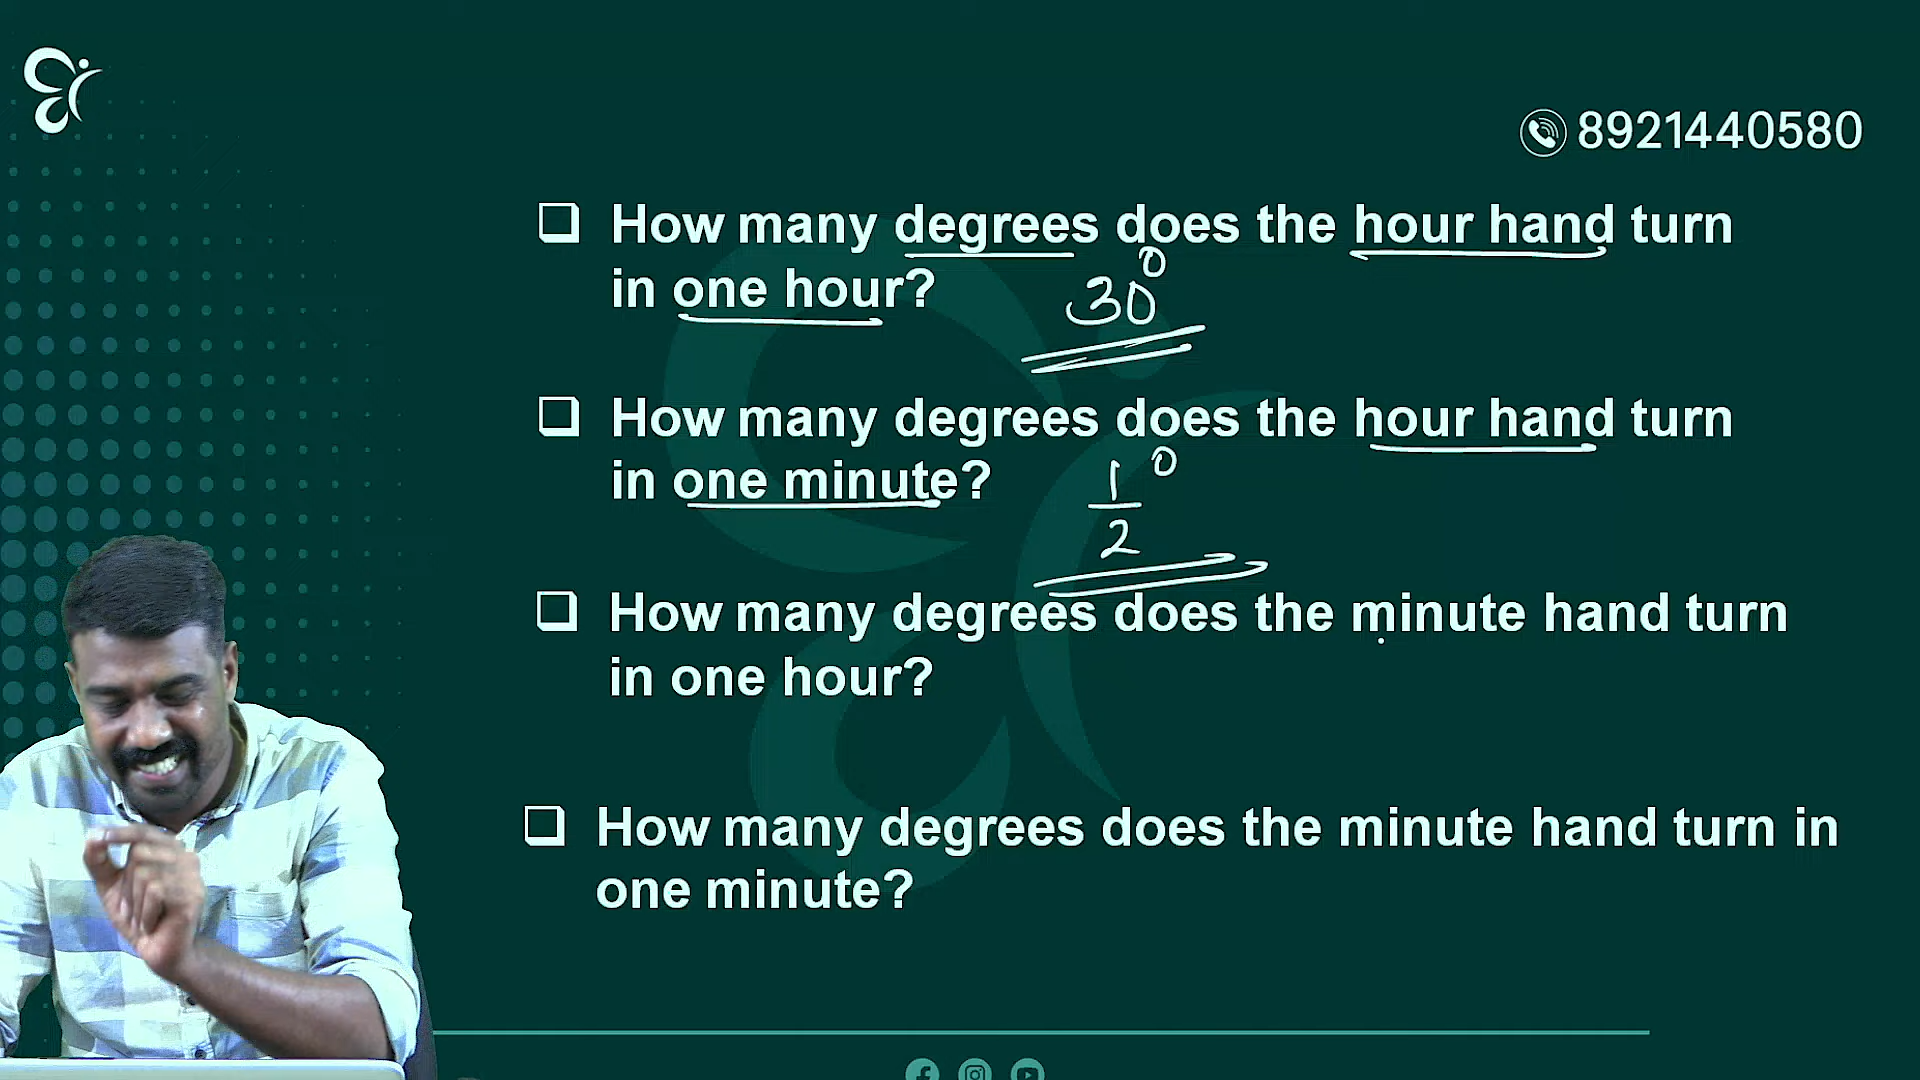 8921440580
❑ How many degrees does the hour hand turn
in one hour?
30°
❑ How many degrees does the hour hand turn
in one minute?
1°
2
❑ How many degrees does the minute hand turn
in one hour?
❑ How many degrees does the minute hand turn in
one minute?